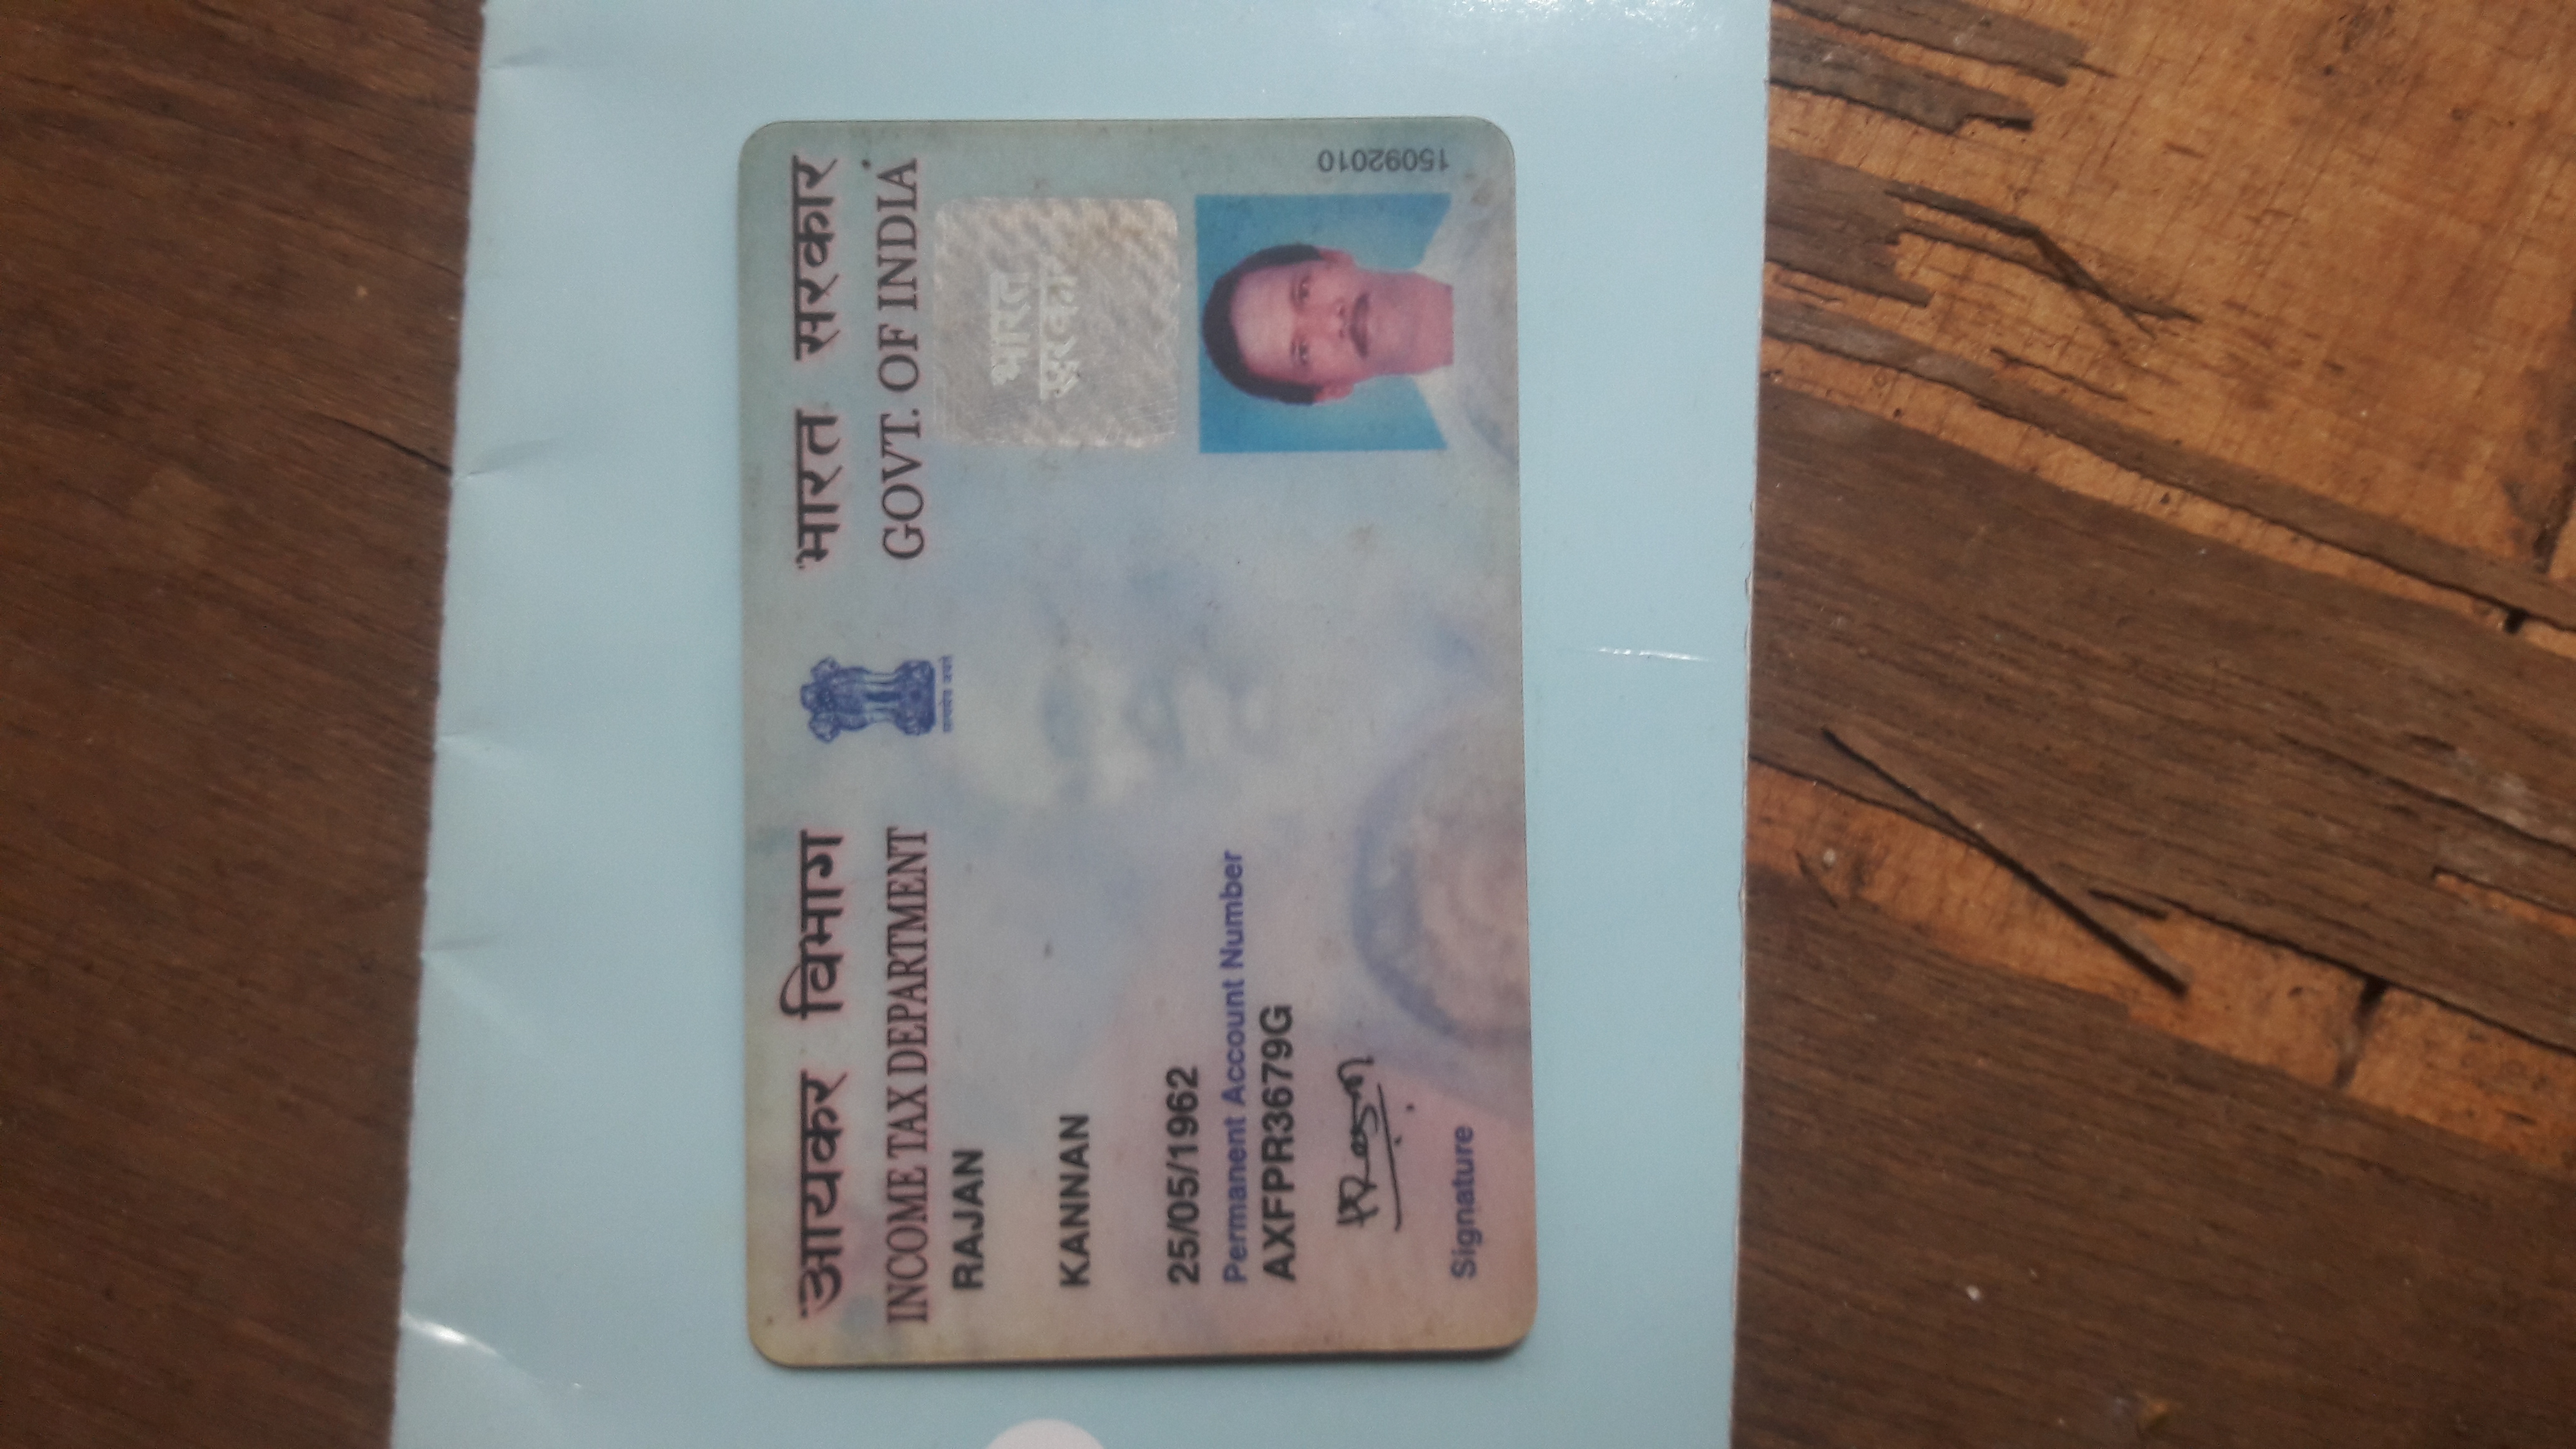 आयकर विभाग
INCOME TAX DEPARTMENT
सत्यमेव जयते
भारत सरकार
GOVT. OF INDIA
RAJAN
KANNAN
25/05/1962
Permanent Account Number
AXFPR3679G
Signature
भारत
सरकार
15092010